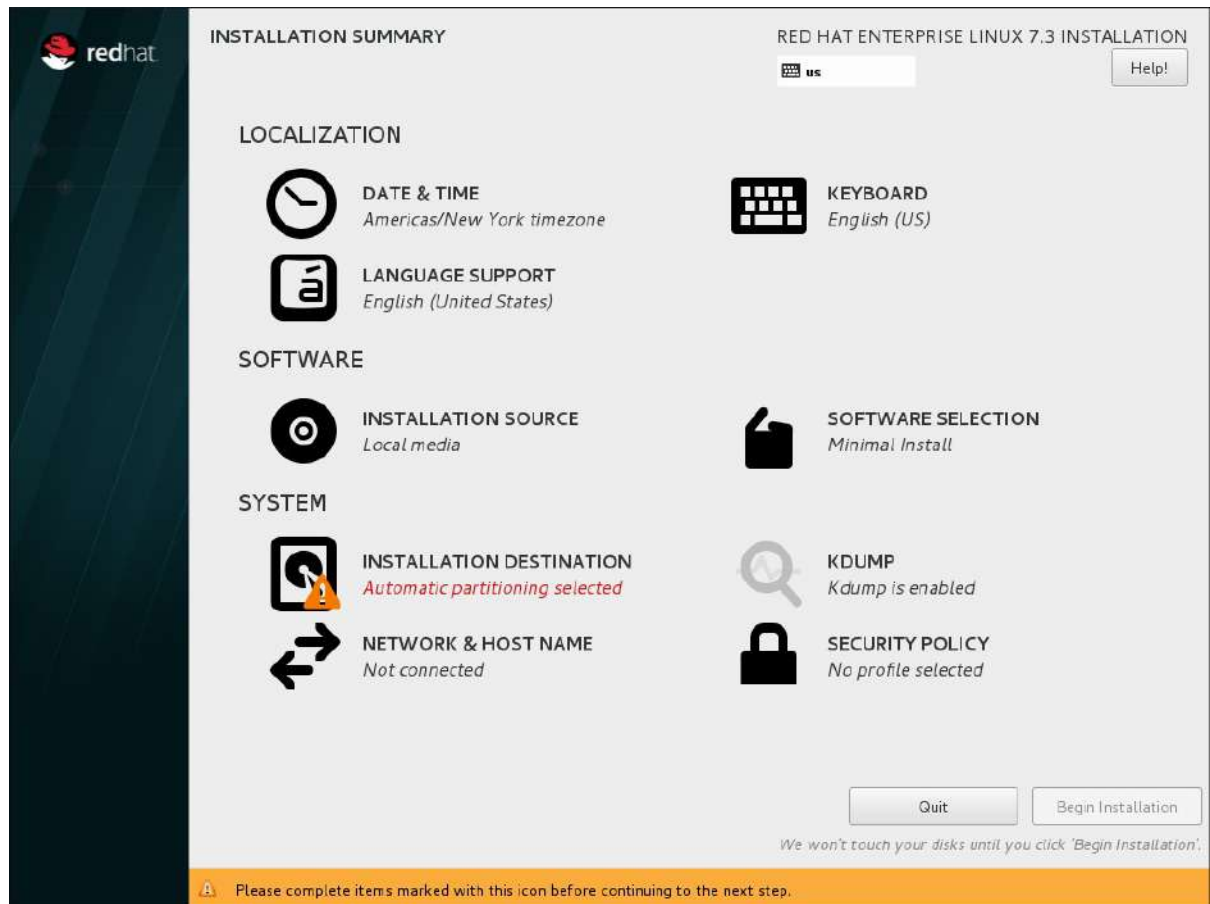 redhat
INSTALLATION SUMMARY
RED HAT ENTERPRISE LINUX 7.3 INSTALLATION
us
Help!
LOCALIZATION
DATE & TIME
Americas/New York timezone
KEYBOARD
English (US)
á
LANGUAGE SUPPORT
English (United States)
SOFTWARE
INSTALLATION SOURCE
Local media
SOFTWARE SELECTION
Minimal Install
SYSTEM
INSTALLATION DESTINATION
Automatic partitioning selected
KDUMP
Kdump is enabled
NETWORK & HOST NAME
Not connected
SECURITY POLICY
No profile selected
Quit
Begin Installation
We won't touch your disks until you click 'Begin Installation'.
Please complete items marked with this icon before continuing to the next step.